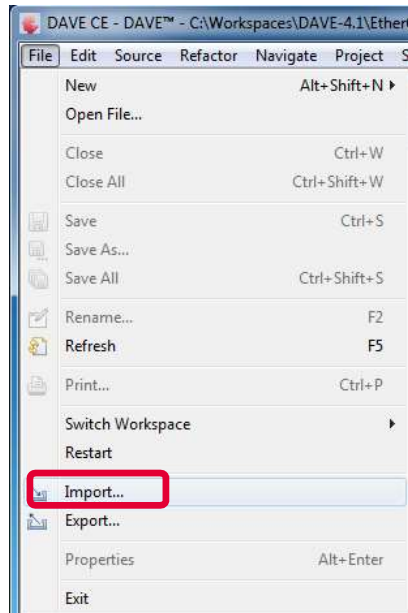 DAVE CE - DAVE™ - C:\Workspaces\DAVE-4.1\Ether
File Edit Source Refactor Navigate Project S
New Alt+Shift+N
Open File...
Close Ctrl+W
Close All Ctrl+Shift+W
Save Ctrl+S
Save As...
Save All Ctrl+Shift+S
Rename... F2
Refresh F5
Print... Ctrl+P
Switch Workspace
Restart
Import...
Export...
Properties Alt+Enter
Exit